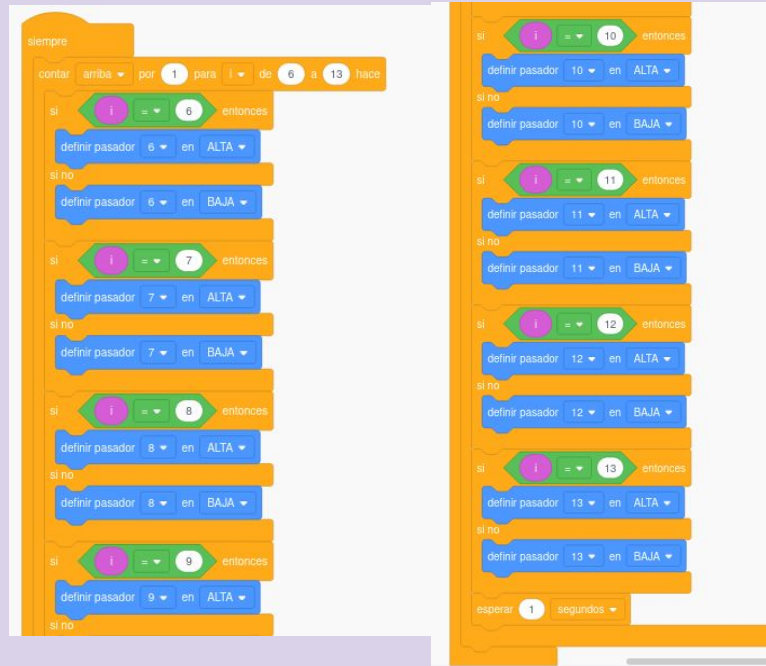 siempre
contar arriba por 1 para i de 6 a 13 hace
si i = 6 entonces
definir pasador 6 en ALTA
si no
definir pasador 6 en BAJA
si i = 7 entonces
definir pasador 7 en ALTA
si no
definir pasador 7 en BAJA
si i = 8 entonces
definir pasador 8 en ALTA
si no
definir pasador 8 en BAJA
si i = 9 entonces
definir pasador 9 en ALTA
si no
si i = 10 entonces
definir pasador 10 en ALTA
si no
definir pasador 10 en BAJA
si i = 11 entonces
definir pasador 11 en ALTA
si no
definir pasador 11 en BAJA
si i = 12 entonces
definir pasador 12 en ALTA
si no
definir pasador 12 en BAJA
si i = 13 entonces
definir pasador 13 en ALTA
si no
definir pasador 13 en BAJA
esperar 1 segundos